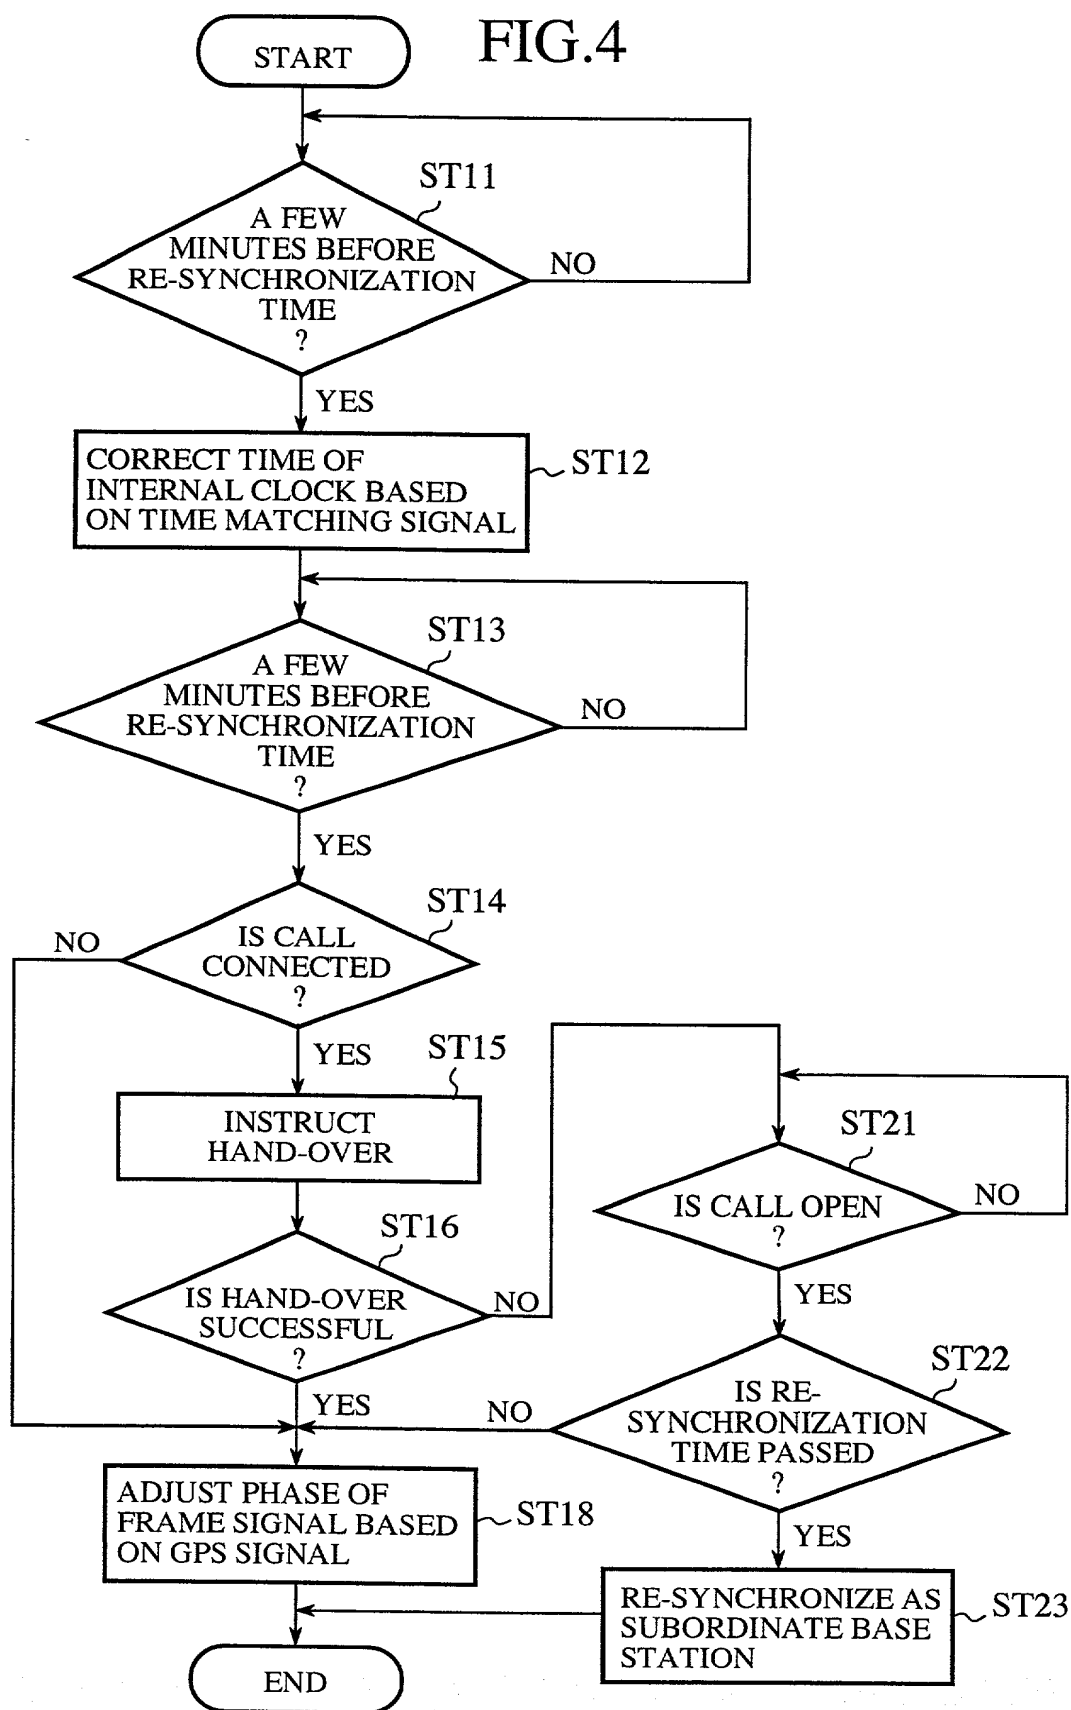 FIG.4
START
ST11
A FEW
MINUTES BEFORE
RE-SYNCHRONIZATION
TIME
?
NO
YES
CORRECT TIME OF
INTERNAL CLOCK BASED
ON TIME MATCHING SIGNAL
ST12
ST13
A FEW
MINUTES BEFORE
RE-SYNCHRONIZATION
TIME
?
NO
YES
ST14
IS CALL
CONNECTED
?
NO
YES
ST15
INSTRUCT
HAND-OVER
ST16
IS HAND-OVER
SUCCESSFUL
?
NO
YES
ST21
IS CALL OPEN
?
NO
YES
ST22
IS RE-
SYNCHRONIZATION
TIME PASSED
?
NO
YES
ADJUST PHASE OF
FRAME SIGNAL BASED
ON GPS SIGNAL
ST18
RE-SYNCHRONIZE AS
SUBORDINATE BASE
STATION
ST23
END